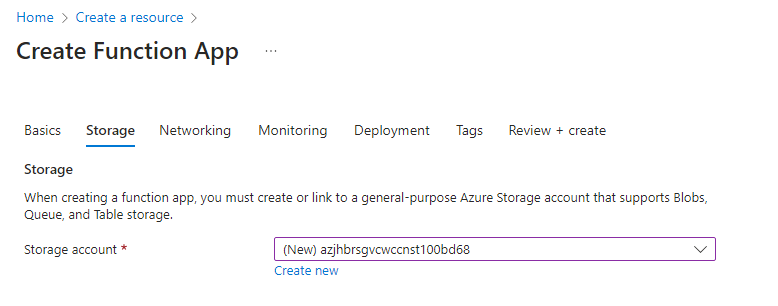 Home > Create a resource >
Create Function App ...
Basics Storage Networking Monitoring Deployment Tags Review + create
Storage
When creating a function app, you must create or link to a general-purpose Azure Storage account that supports Blobs,
Queue, and Table storage.
Storage account * (New) azjhbrsgvcwccnst100bd68
Create new